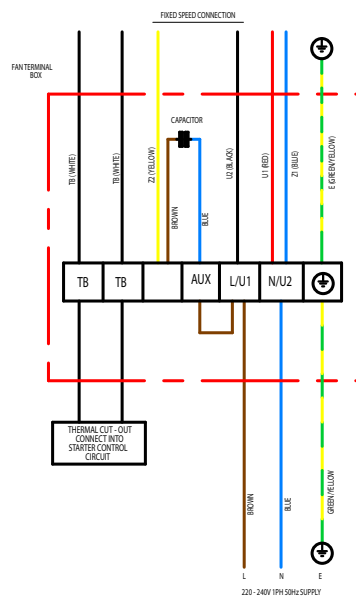 FIXED SPEED CONNECTION
FAN TERMINAL
BOX
CAPACITOR
TB (WHITE)
TB (WHITE)
Z2 (YELLOW)
BROWN
BLUE
U2 (BLACK)
U1 (RED)
Z1 (BLUE)
E (GREEN/YELLOW)
TB
TB
AUX
L/U1
N/U2
THERMAL CUT - OUT
CONNECT INTO
STARTER CONTROL
CIRCUIT
BROWN
BLUE
GREEN/YELLOW
L
N
E
220 - 240V 1PH 50Hz SUPPLY